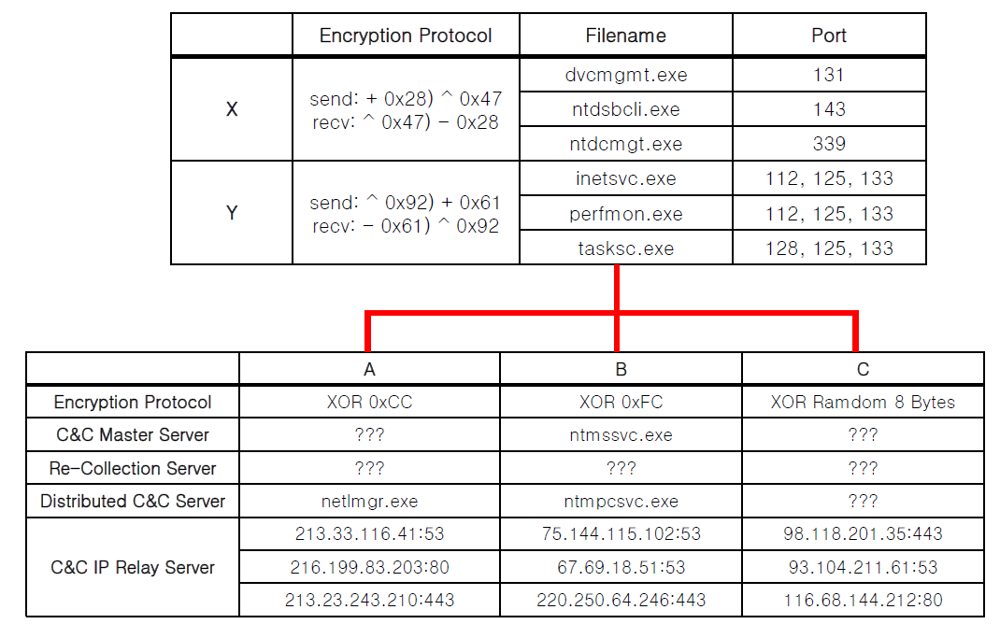 Encryption Protocol Filename Port
X
send: + 0x28) ^ 0x47
recv: ^ 0x47) - 0x28
dvcmgmt.exe 131
ntdsbcli.exe 143
ntdcmgt.exe 339
Y
send: ^ 0x92) + 0x61
recv: - 0x61) ^ 0x92
inetsvc.exe 112, 125, 133
perfmon.exe 112, 125, 133
tasksc.exe 128, 125, 133
A B C
Encryption Protocol XOR 0xCC XOR 0xFC XOR Ramdom 8 Bytes
C&C Master Server ??? ntmssvc.exe ???
Re-Collection Server ??? ??? ???
Distributed C&C Server netlmgr.exe ntmpcsvc.exe ???
C&C IP Relay Server
213.33.116.41:53 75.144.115.102:53 98.118.201.35:443
216.199.83.203:80 67.69.18.51:53 93.104.211.61:53
213.23.243.210:443 220.250.64.246:443 116.68.144.212:80